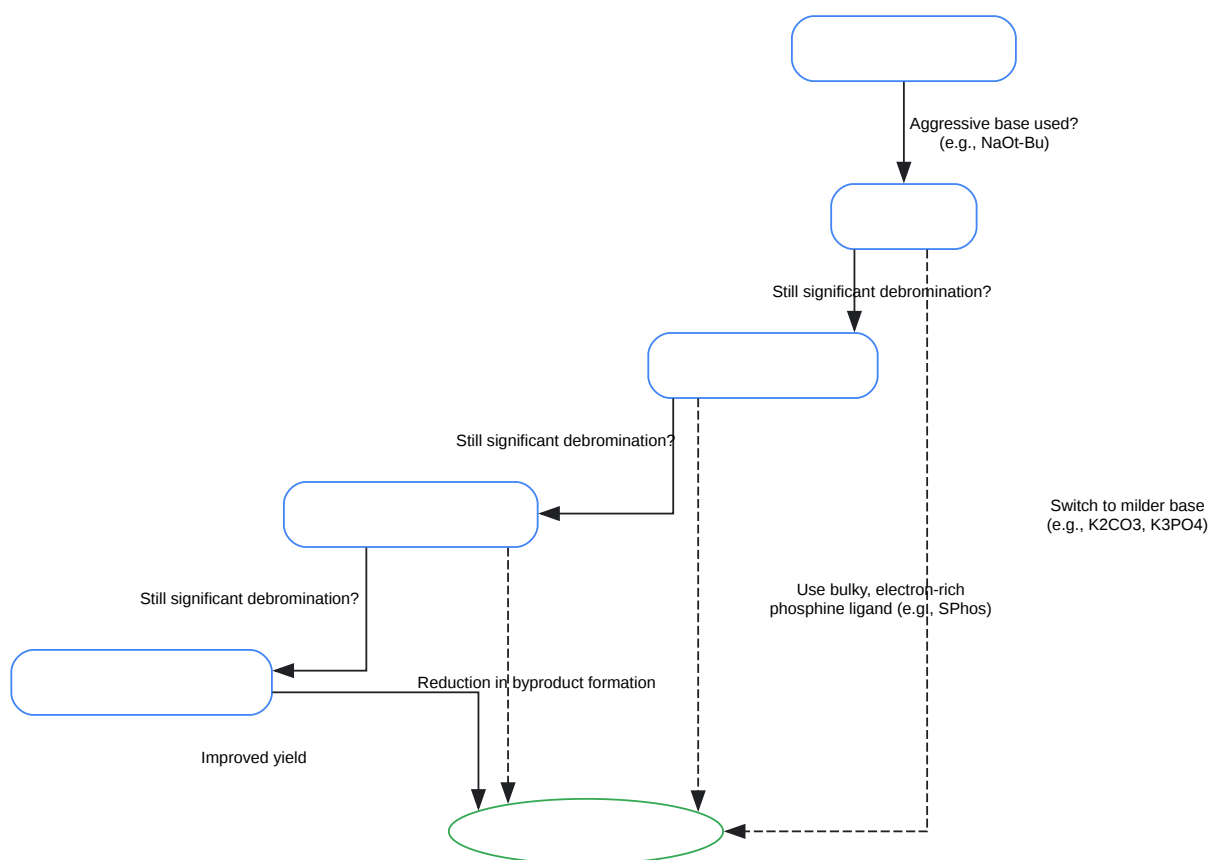 Aggressive base used?
(e.g., NaOt-Bu)
Still significant debromination?
Still significant debromination?
Switch to milder base
(e.g., K2CO3, K3PO4)
Use bulky, electron-rich
phosphine ligand (e.g., SPhos)
Still significant debromination?
Reduction in byproduct formation
Improved yield